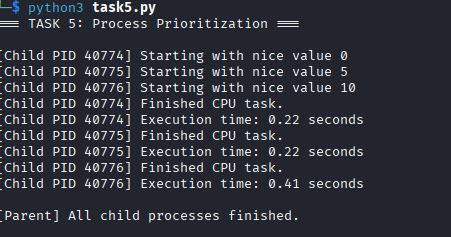 $ python3 task5.py
=== TASK 5: Process Prioritization ===
[Child PID 40774] Starting with nice value 0
[Child PID 40775] Starting with nice value 5
[Child PID 40776] Starting with nice value 10
[Child PID 40774] Finished CPU task.
[Child PID 40774] Execution time: 0.22 seconds
[Child PID 40775] Finished CPU task.
[Child PID 40775] Execution time: 0.22 seconds
[Child PID 40776] Finished CPU task.
[Child PID 40776] Execution time: 0.41 seconds
[Parent] All child processes finished.